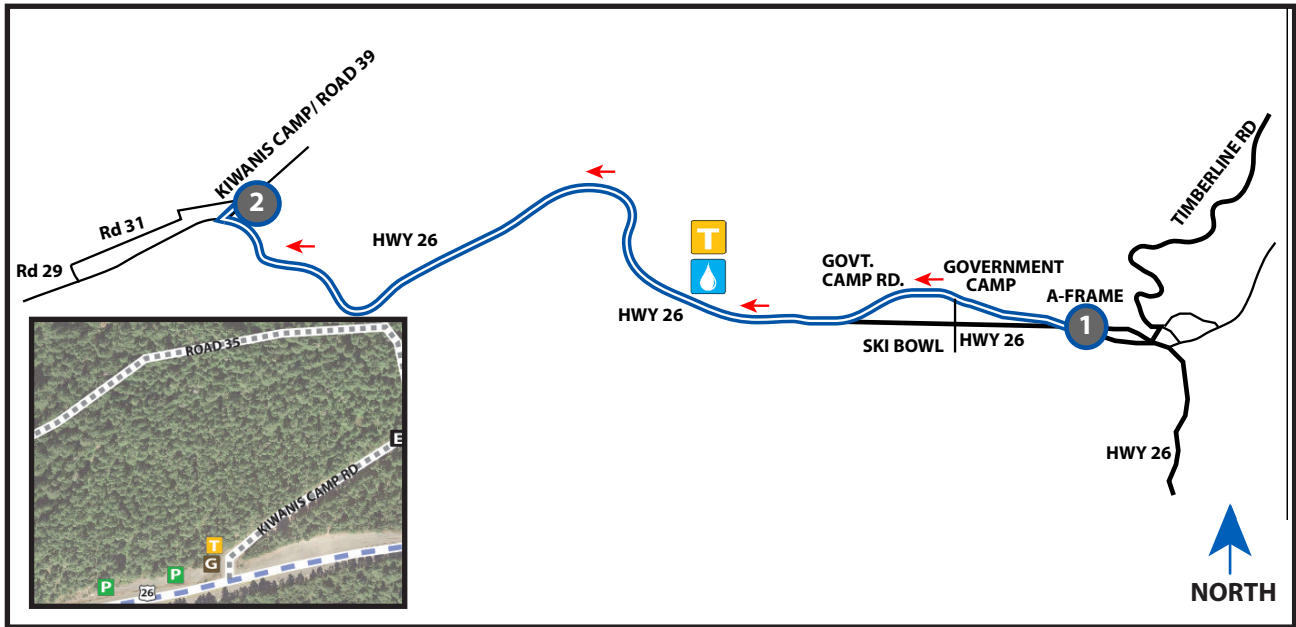 KIWANIS CAMP/ ROAD 39
2
Rd 31
Rd 29
HWY 26
T
HWY 26
GOVT.
CAMP RD.
GOVERNMENT
CAMP
A-FRAME
1
SKI BOWL
HWY 26
TIMBERLINE RD
HWY 26
NORTH
ROAD 35
E
KIWANIS CAMP RD
T
G
P
P
26